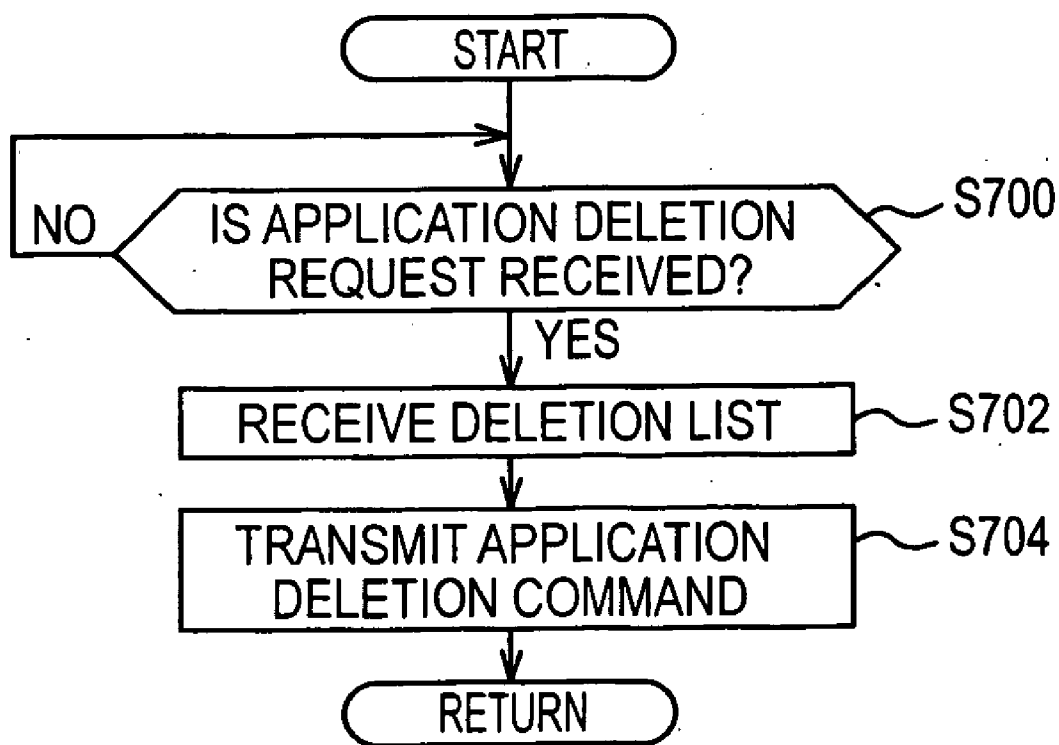 START
NO
IS APPLICATION DELETION
REQUEST RECEIVED?
S700
YES
RECEIVE DELETION LIST
S702
TRANSMIT APPLICATION
DELETION COMMAND
S704
RETURN